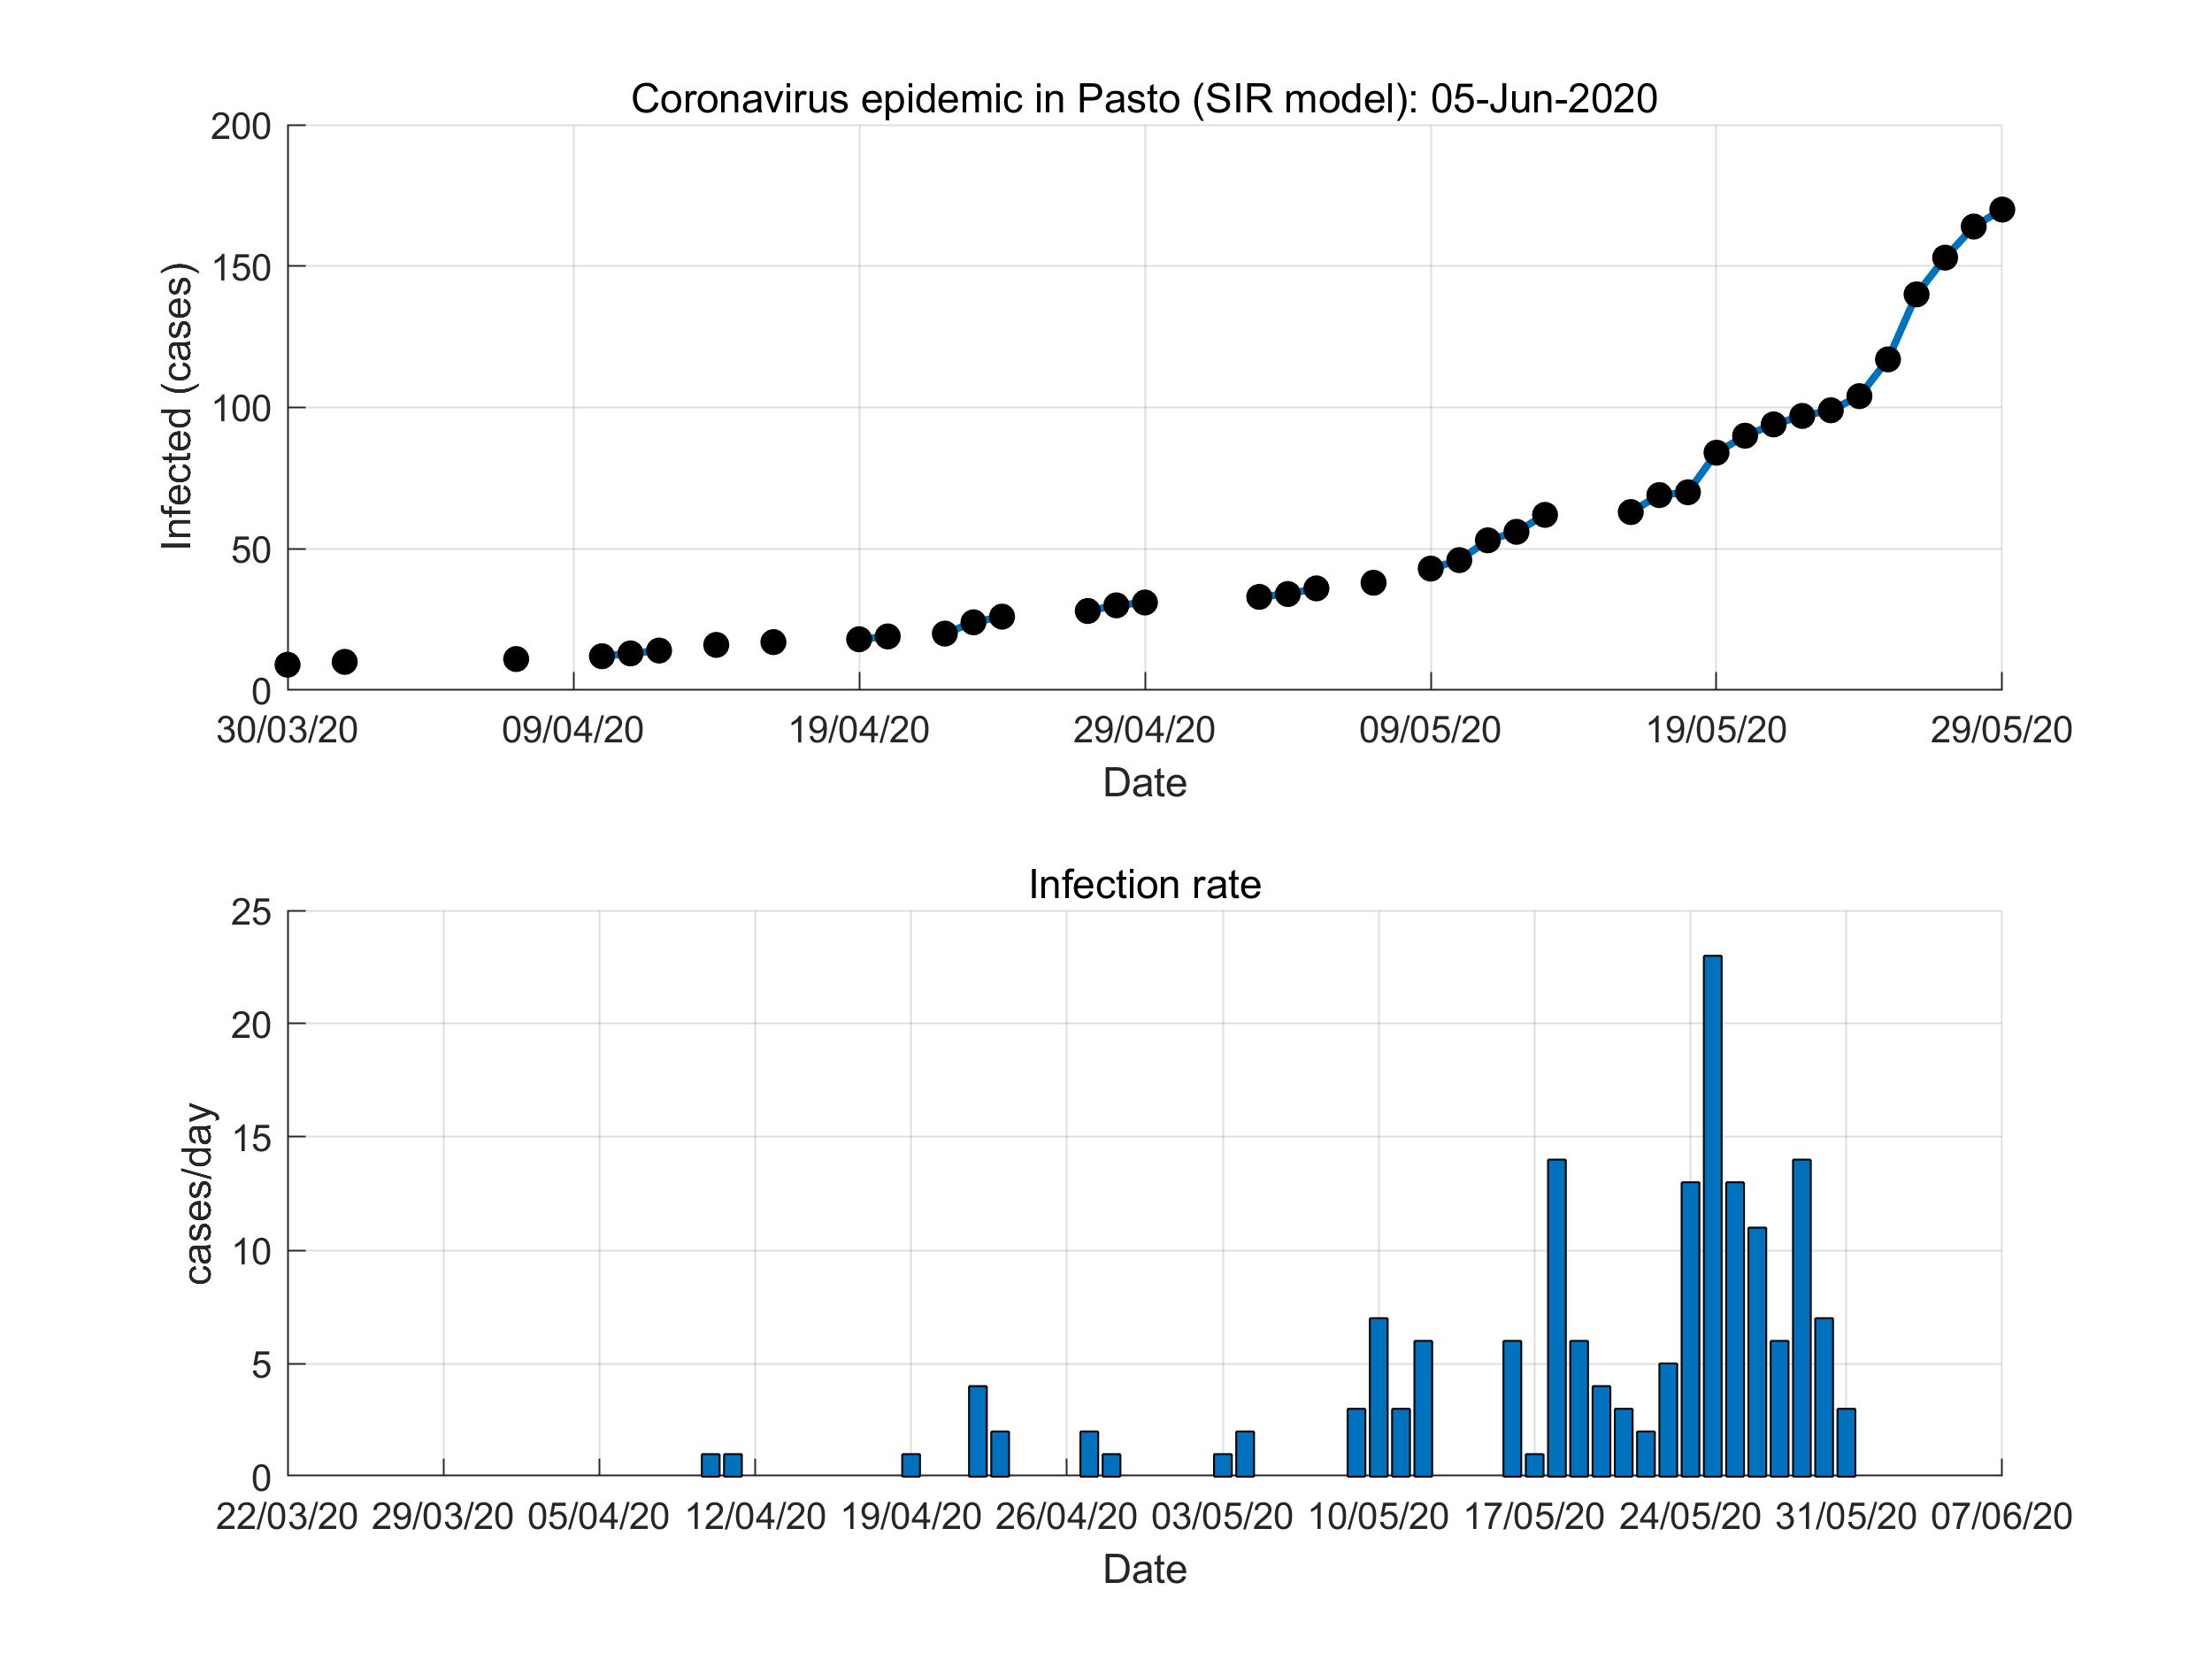 Coronavirus epidemic in Pasto (SIR model): 05-Jun-2020
200
150
100
50
0
Infected (cases)
30/03/20 09/04/20 19/04/20 29/04/20 09/05/20 19/05/20 29/05/20
Date
Infection rate
25
20
15
10
5
0
cases/day
22/03/20 29/03/20 05/04/20 12/04/20 19/04/20 26/04/20 03/05/20 10/05/20 17/05/20 24/05/20 31/05/20 07/06/20
Date